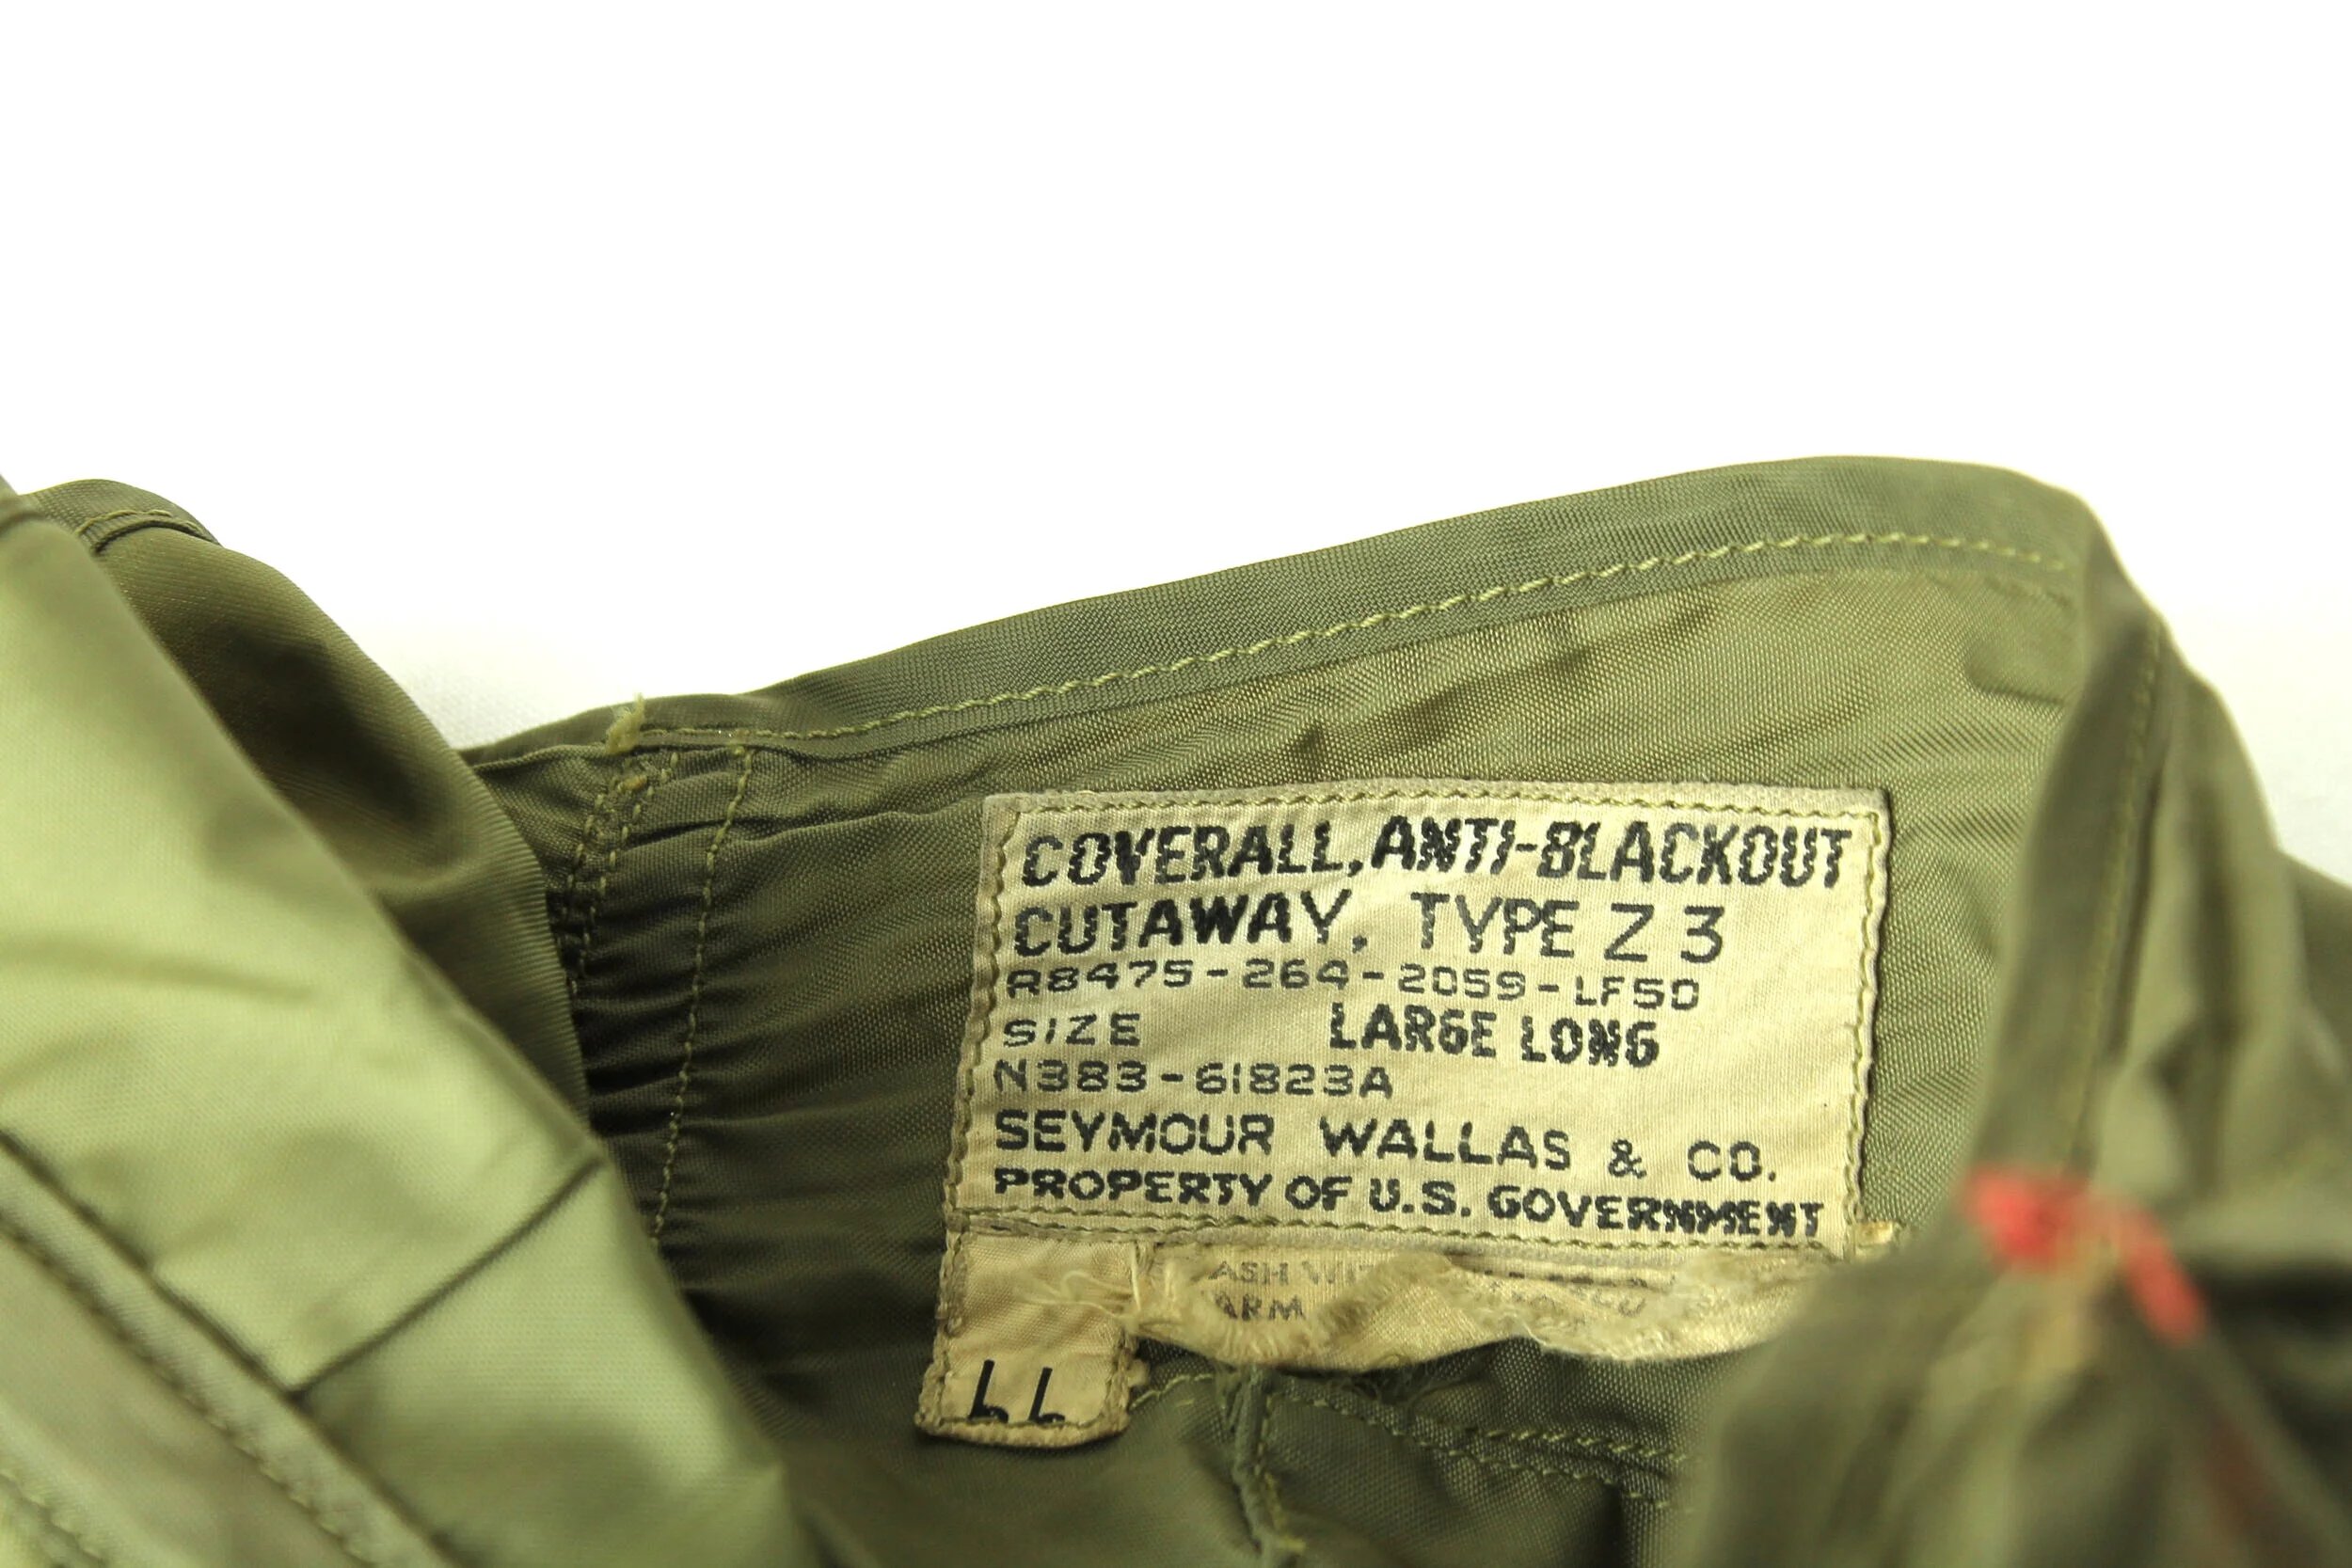 COVERALL, ANTI-BLACKOUT
CUTAWAY, TYPE Z 3
R8475-264-2059-LF50
SIZE LARGE LONG
N383-61823A
SEYMOUR WALLAS & CO.
PROPERTY OF U.S. GOVERNMENT
LL